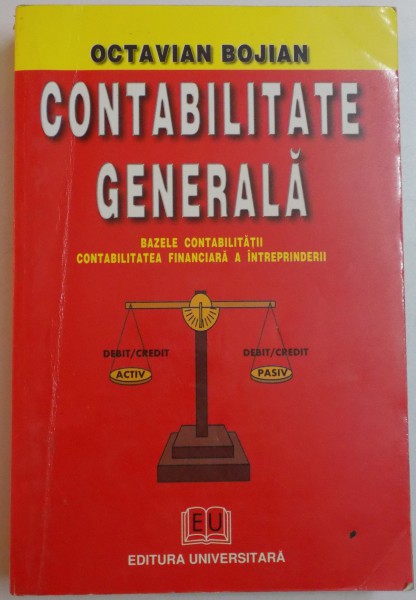 OCTAVIAN BOJIAN
CONTABILITATE
GENERALĂ
BAZELE CONTABILITĂȚII
CONTABILITATEA FINANCIARĂ A ÎNTREPRINDERII
DEBIT/CREDIT DEBIT/CREDIT
ACTIV PASIV
EU
EDITURA UNIVERSITARĂ